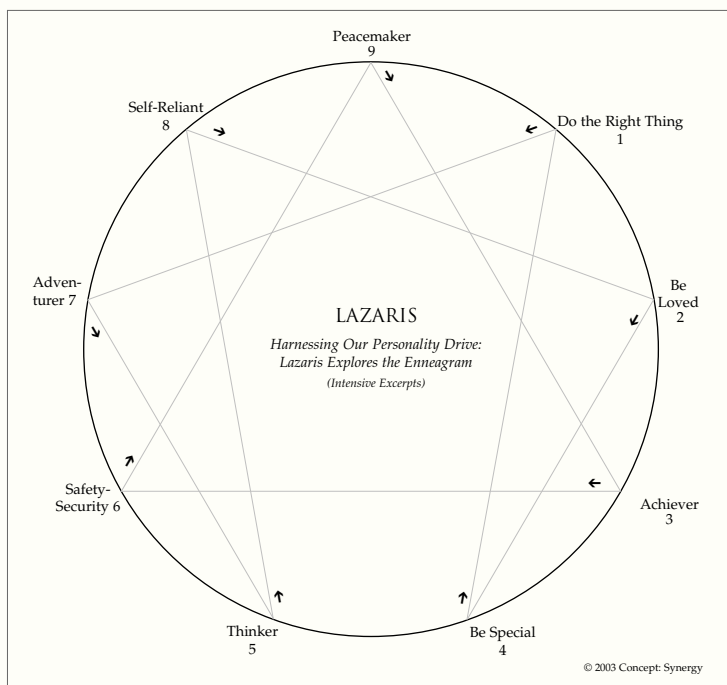 Peacemaker
9
Self-Reliant
8
Do the Right Thing
1
Adven-
turer 7
Be
Loved
2
LAZARIS
Harnessing Our Personality Drive:
Lazaris Explores the Enneagram
(Intensive Excerpts)
Safety-
Security 6
Achiever
3
Thinker
5
Be Special
4
© 2003 Concept: Synergy